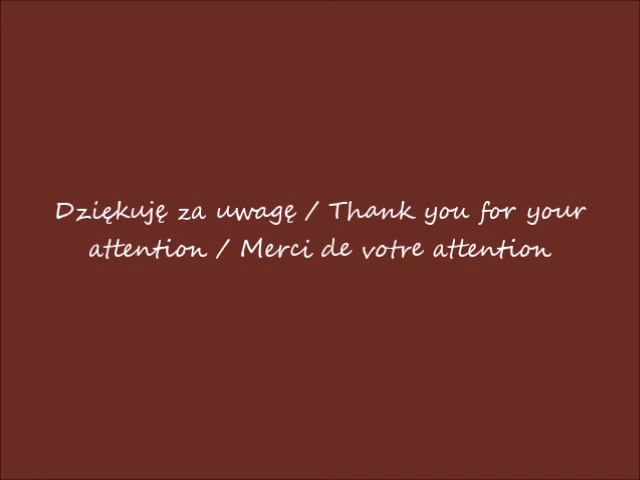 Dziękuję za uwagę / Thank you for your
attention / Merci de votre attention